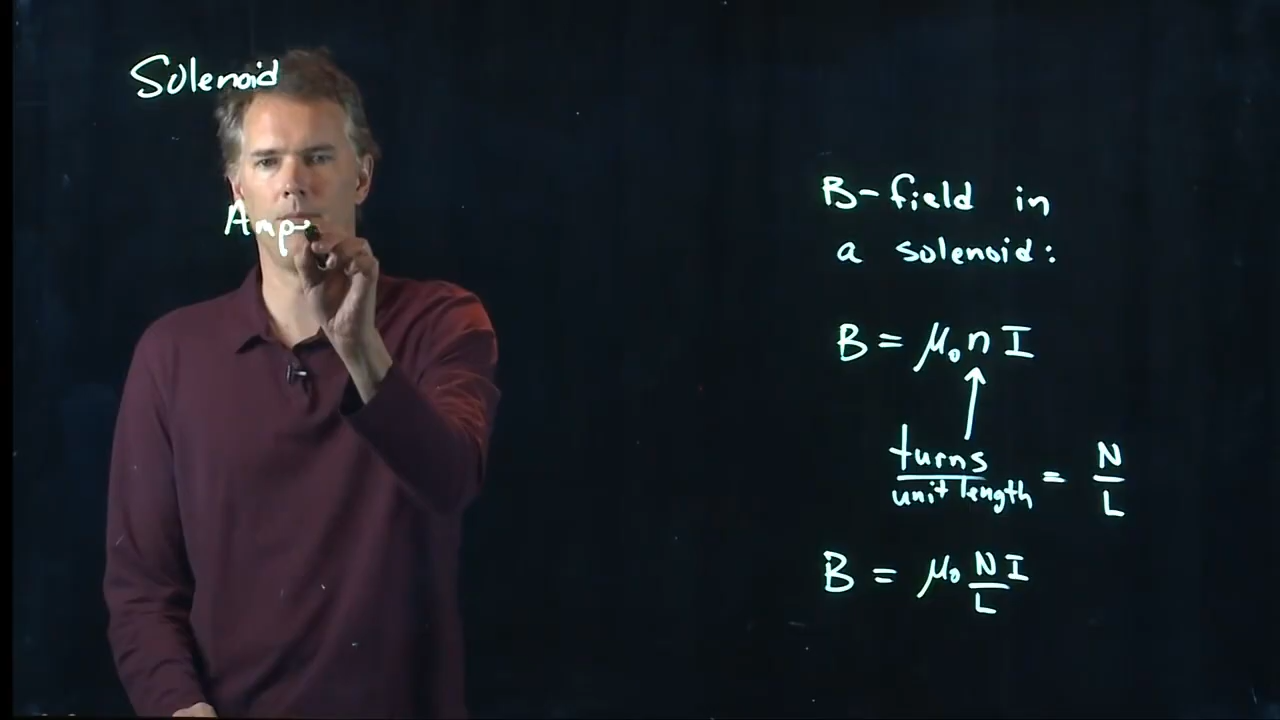 Solenoid
Amp
B-field in
a solenoid:
B = μ₀ n I
turns
unit length
= N
L
B = μ₀ N I
L